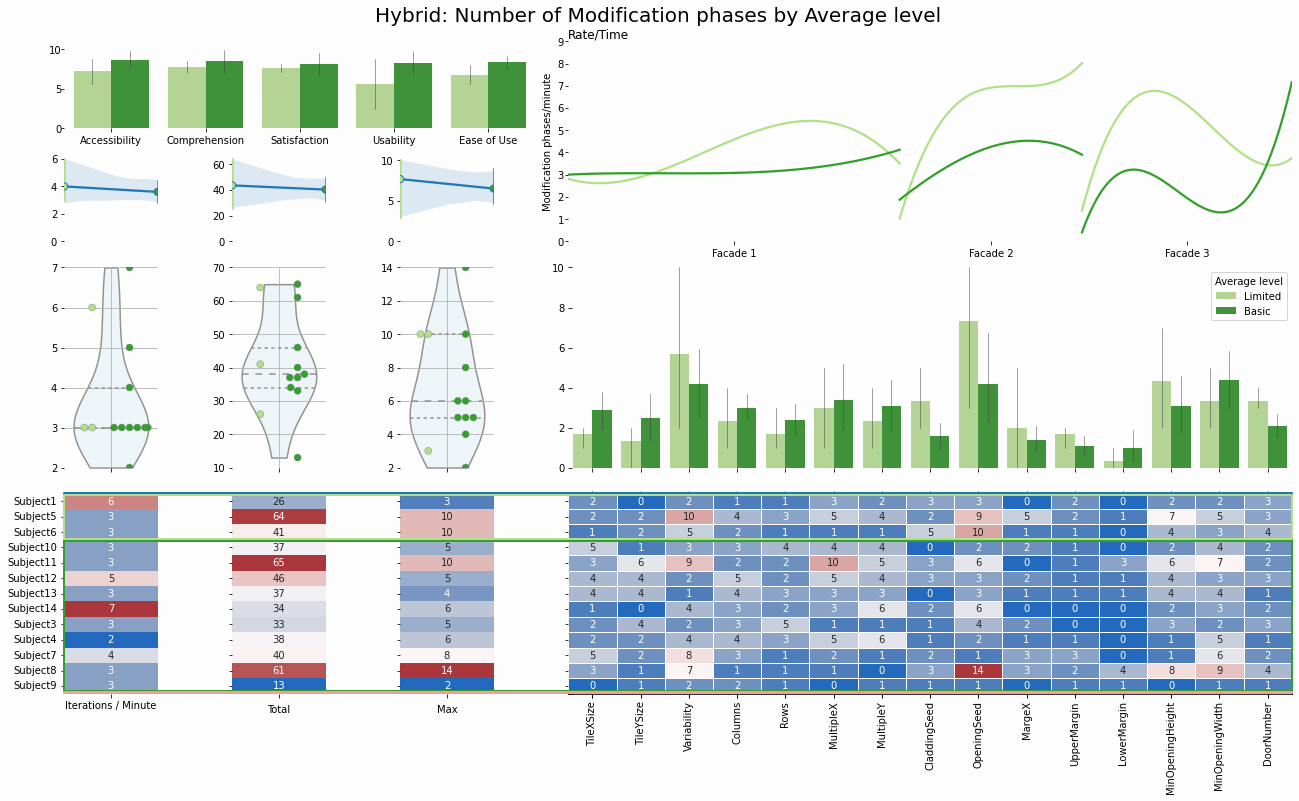 Hybrid: Number of Modification phases by Average level
10
5
0
Accessibility
Comprehension
Satisfaction
Usability
Ease of Use
Rate/Time
Modification phases/minute
9
8
7
6
5
4
3
2
1
0
Facade 1
Facade 2
Facade 3
6
4
2
0
60
40
20
0
10
5
0
7
6
5
4
3
2
70
60
50
40
30
20
10
14
12
10
8
6
4
2
10
8
6
4
2
0
Average level
Limited
Basic
Subject1 6 26 3 2 0 2 1 1 3 2 3 3 0 2 0 2 2 3
Subject5 3 64 10 2 2 10 4 3 5 4 2 9 5 2 1 7 5 3
Subject6 3 41 10 1 2 5 2 1 1 1 5 10 1 1 0 4 3 4
Subject10 3 37 5 5 1 3 3 4 4 4 0 2 2 1 0 2 4 2
Subject11 3 65 10 3 6 9 2 2 10 5 3 6 0 1 3 6 7 2
Subject12 5 46 5 4 4 2 5 2 5 4 3 3 2 1 1 4 3 3
Subject13 3 37 4 4 4 1 4 3 3 3 0 3 3 1 1 4 4 1
Subject14 7 34 6 1 0 4 3 2 3 6 2 6 0 0 0 2 3 2
Subject3 3 33 5 2 4 2 3 5 1 1 1 4 2 0 0 3 2 3
Subject4 2 38 6 2 2 4 4 3 5 6 1 2 1 2 1 1 5 1
Subject7 4 40 8 5 2 8 3 1 2 1 2 1 3 3 0 1 6 2
Subject8 3 61 14 3 1 7 1 1 1 0 3 14 3 2 4 8 9 4
Subject9 3 13 2 0 1 2 2 1 0 1 1 1 0 1 1 0 1 1
Iterations / Minute
Total
Max
TileXSize
TileYSize
Variability
Columns
Rows
MultipleX
MultipleY
CladdingSeed
OpeningSeed
MargeX
UpperMargin
LowerMargin
MinOpeningHeight
MinOpeningWidth
DoorNumber